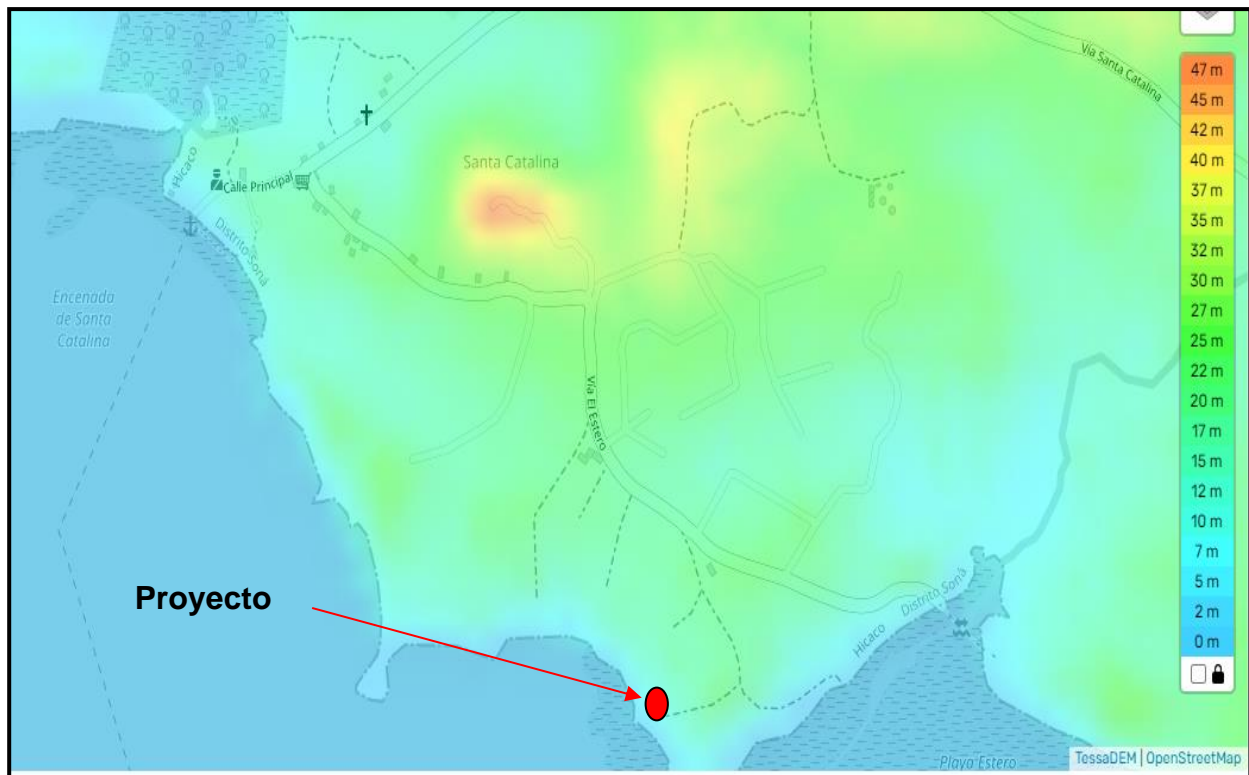 Vía Santa Catalina
Santa Catalina
Hicaco
Calle Principal
Distrito Soná
Encenada
de Santa
Catalina
Vía El Estero
Proyecto
Distrito Soná
Hicaco
Playa Estero
47 m
45 m
42 m
40 m
37 m
35 m
32 m
30 m
27 m
25 m
22 m
20 m
17 m
15 m
12 m
10 m
7 m
5 m
2 m
0 m
TessaDEM | OpenStreetMap